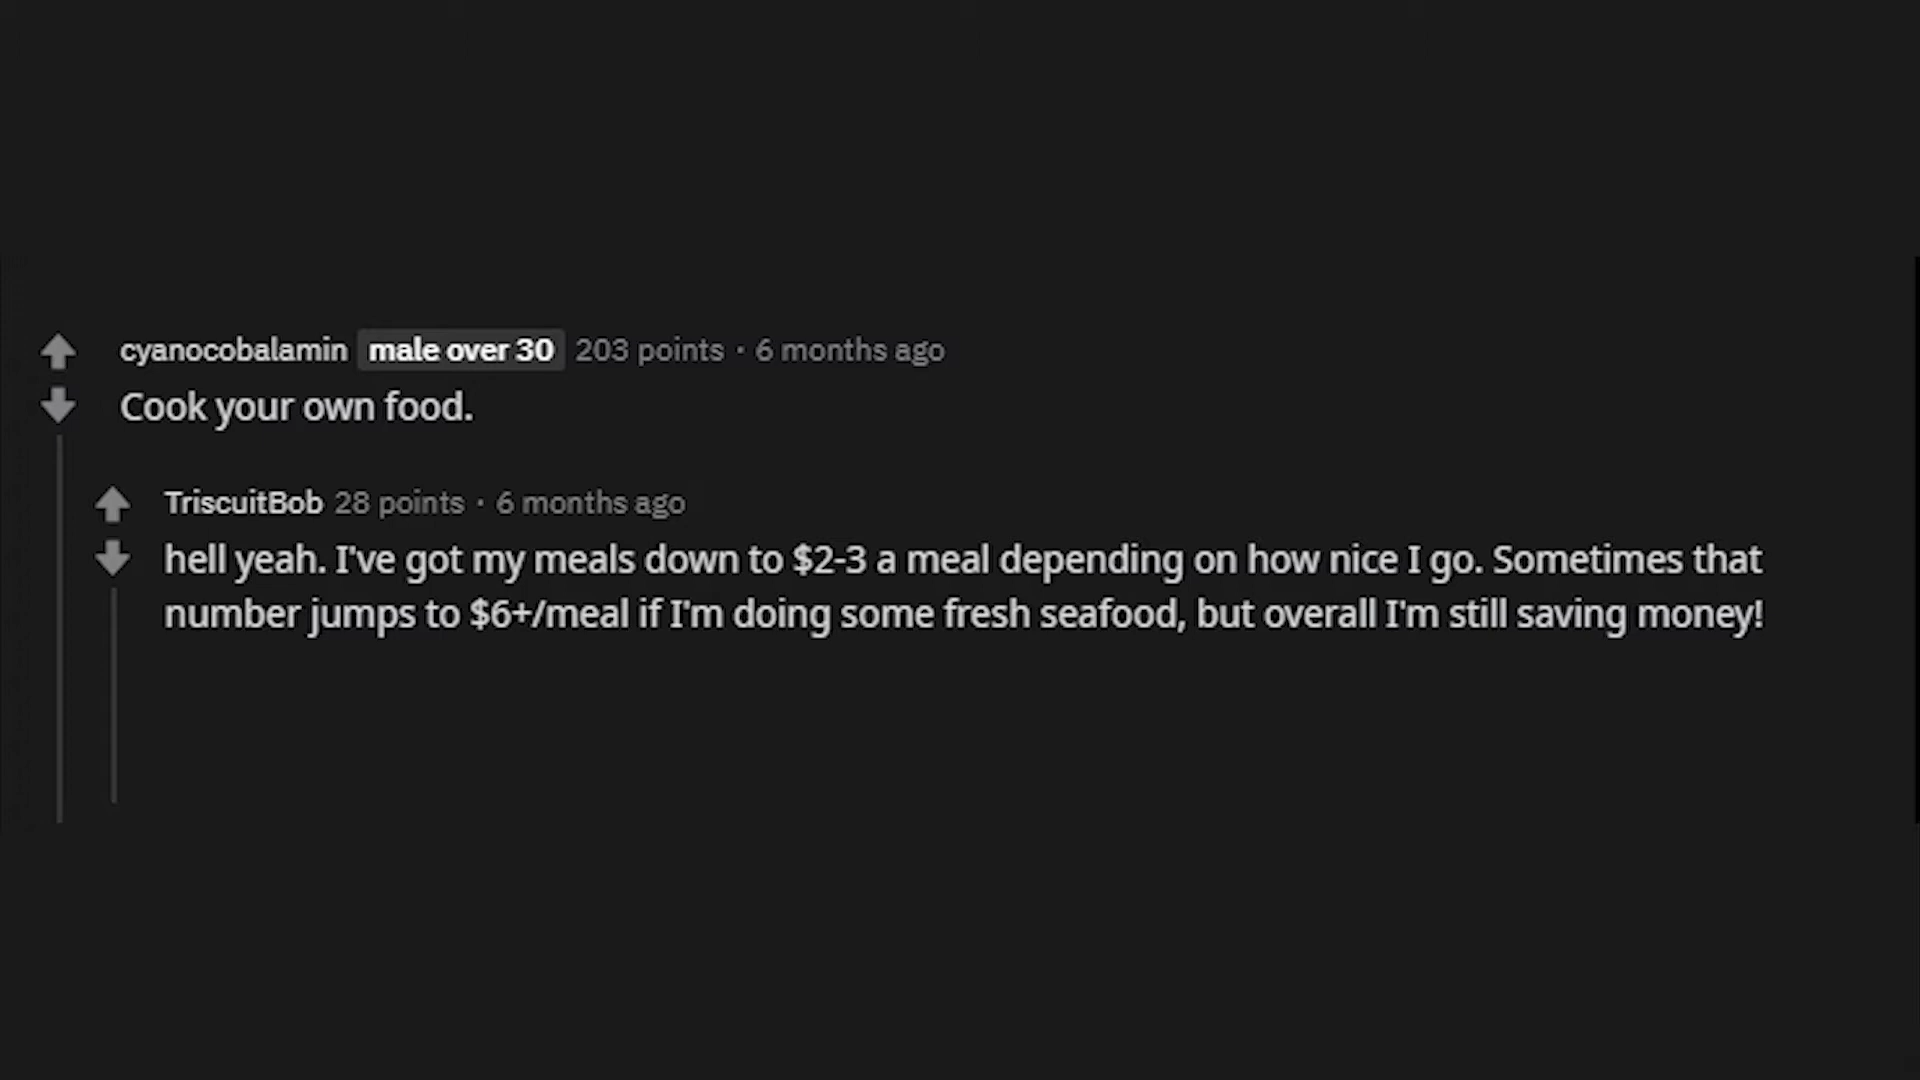 cyanocobalamin male over 30 203 points · 6 months ago
Cook your own food.
TriscuitBob 28 points · 6 months ago
hell yeah. I've got my meals down to $2-3 a meal depending on how nice I go. Sometimes that
number jumps to $6+/meal if I'm doing some fresh seafood, but overall I'm still saving money!